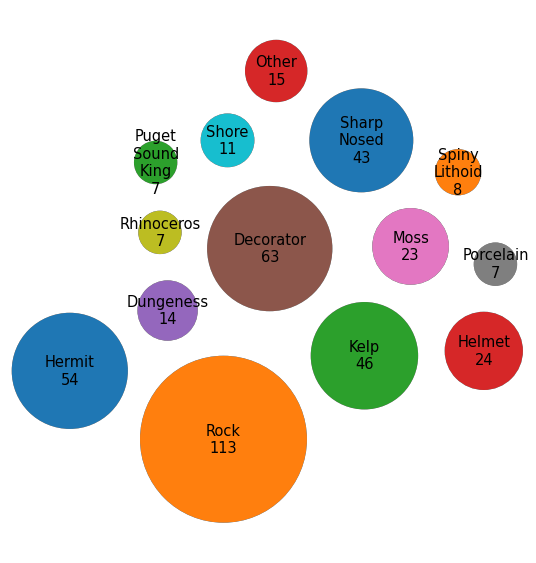 Other
15
Sharp
Nosed
43
Shore
11
Puget
Sound
King
7
Spiny
Lithoid
8
Rhinoceros
7
Decorator
63
Moss
23
Porcelain
7
Dungeness
14
Hermit
54
Kelp
46
Helmet
24
Rock
113